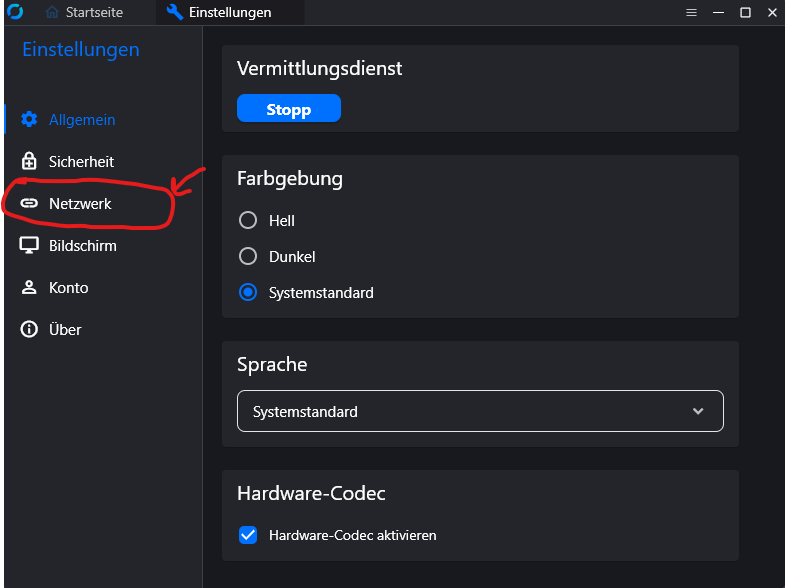 Startseite
Einstellungen
Einstellungen
Allgemein
Sicherheit
Netzwerk
Bildschirm
Konto
Über
Vermittlungsdienst
Stopp
Farbgebung
Hell
Dunkel
Systemstandard
Sprache
Systemstandard
Hardware-Codec
Hardware-Codec aktivieren